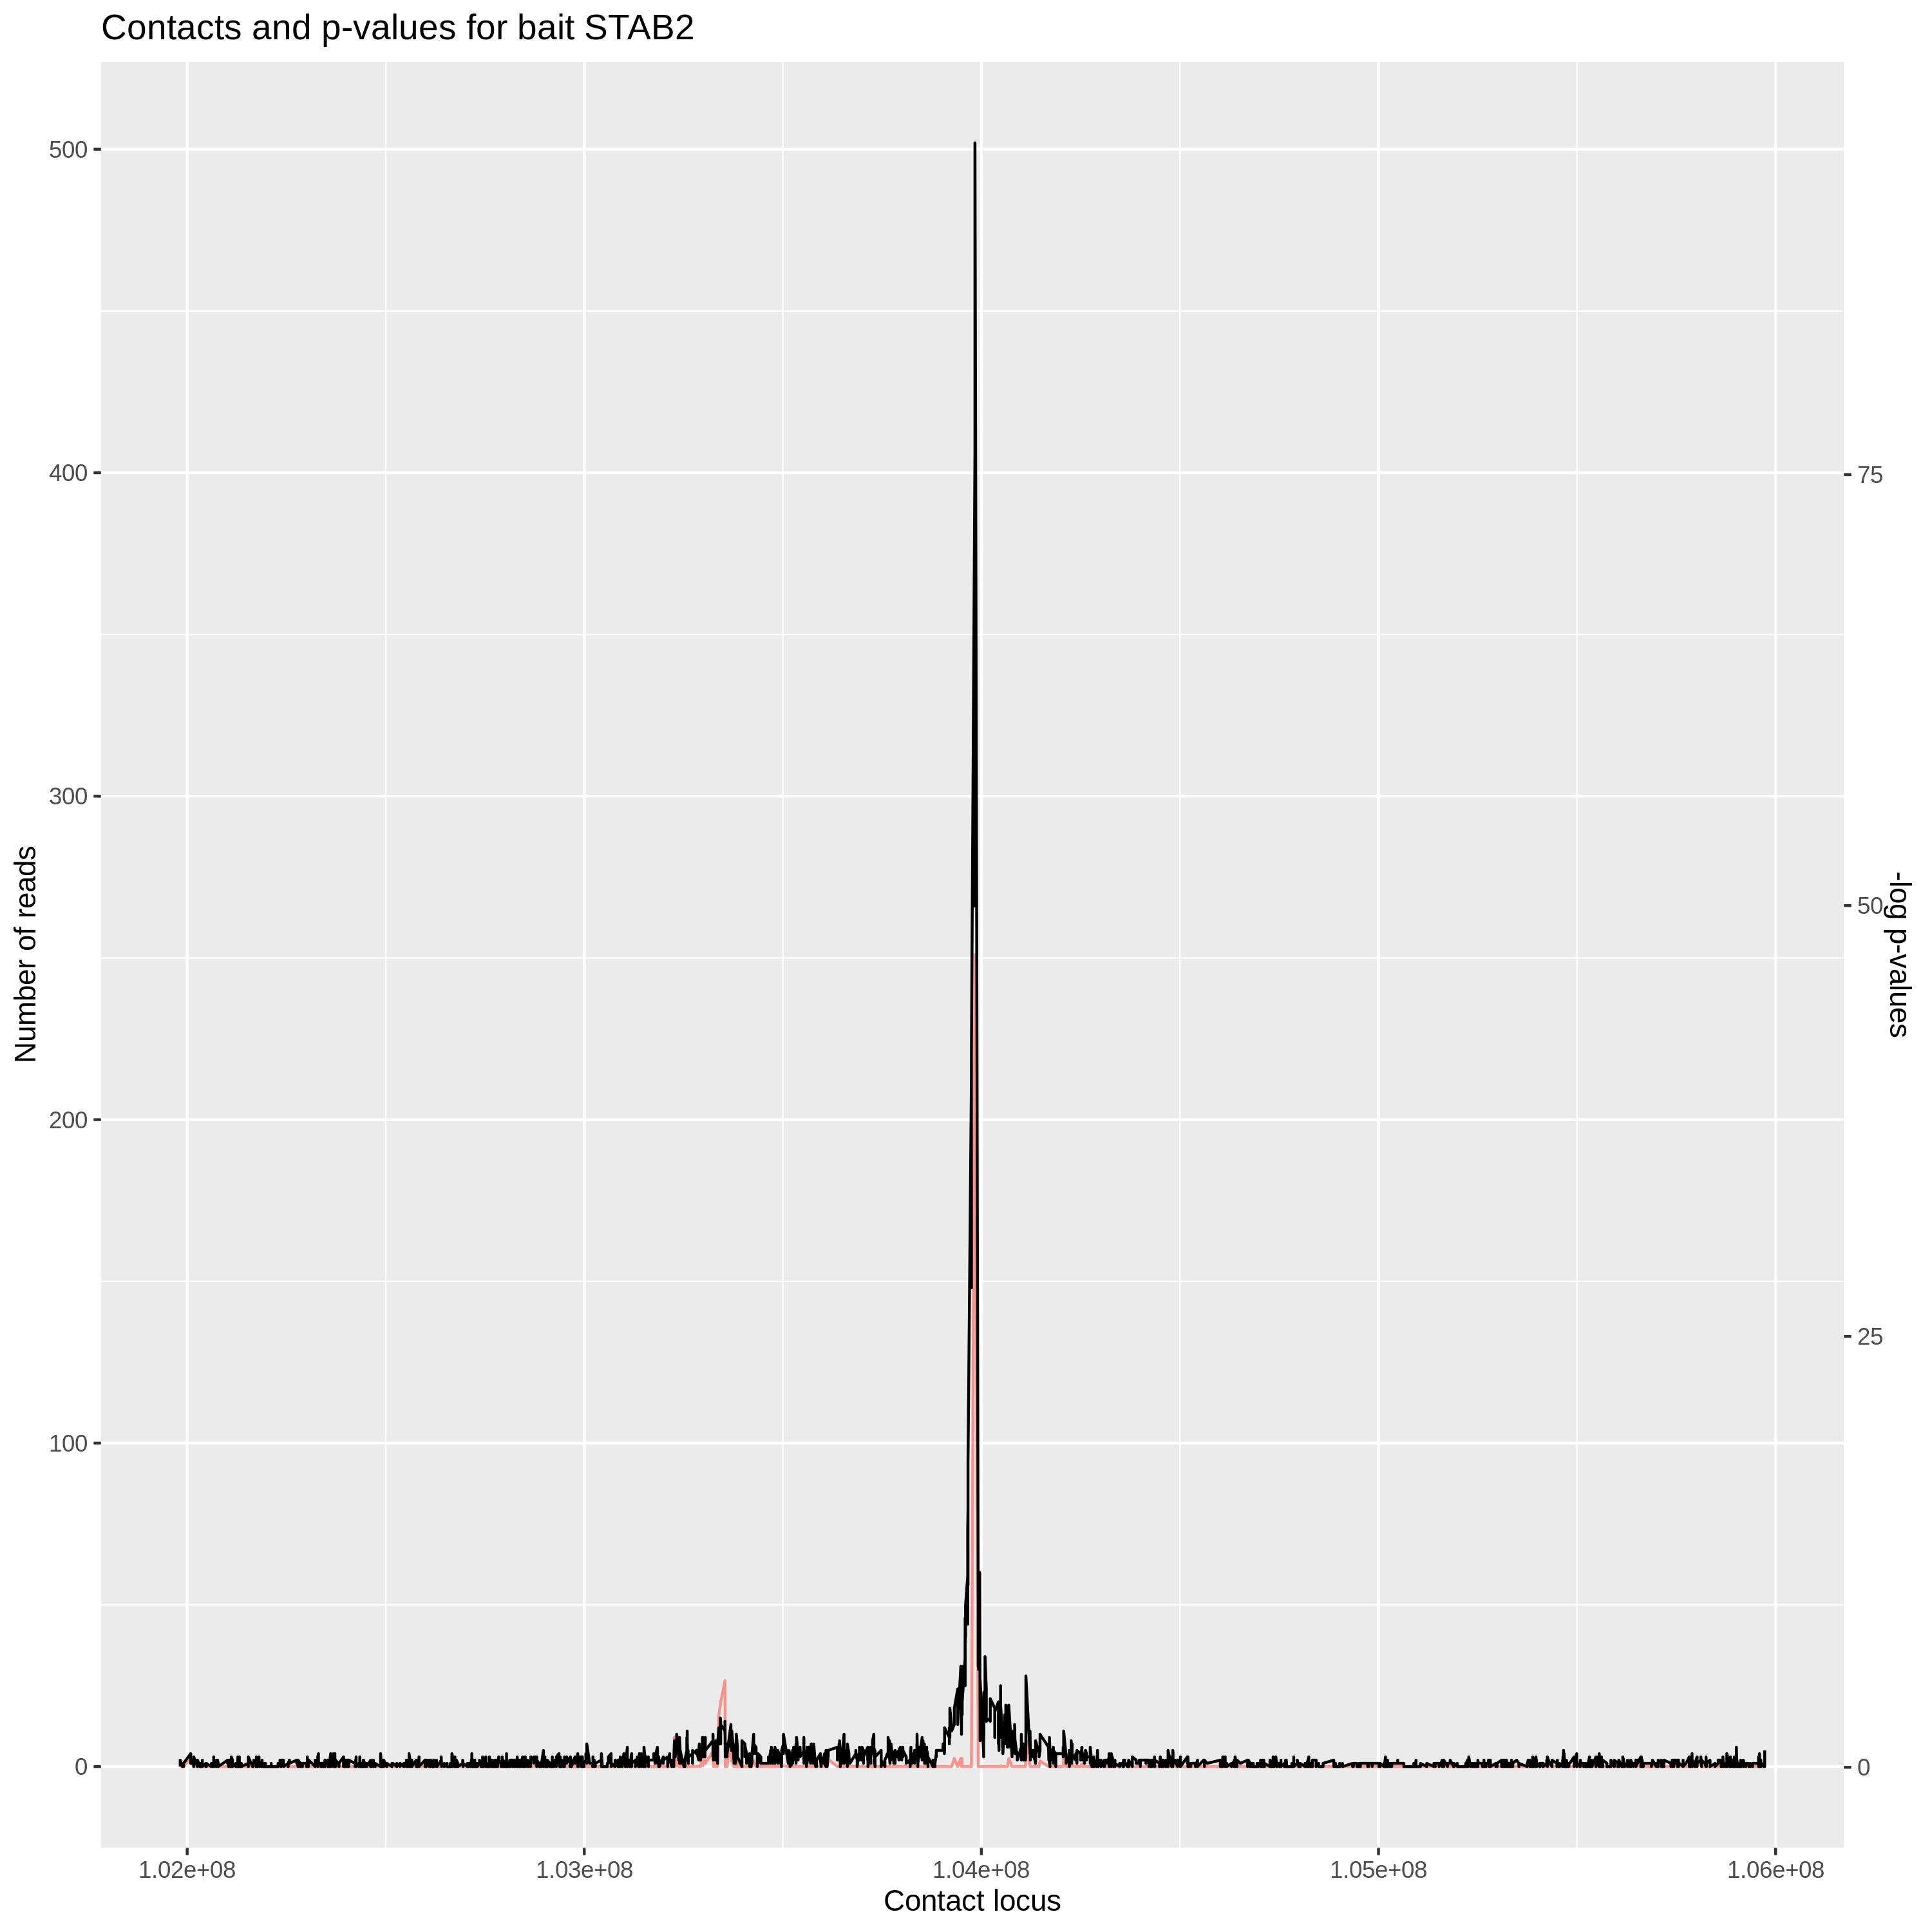 Contacts and p-values for bait STAB2
500
400
300
200
100
0
Number of reads
75
50
25
0
-log p-values
1.02e+08
1.03e+08
1.04e+08
1.05e+08
1.06e+08
Contact locus